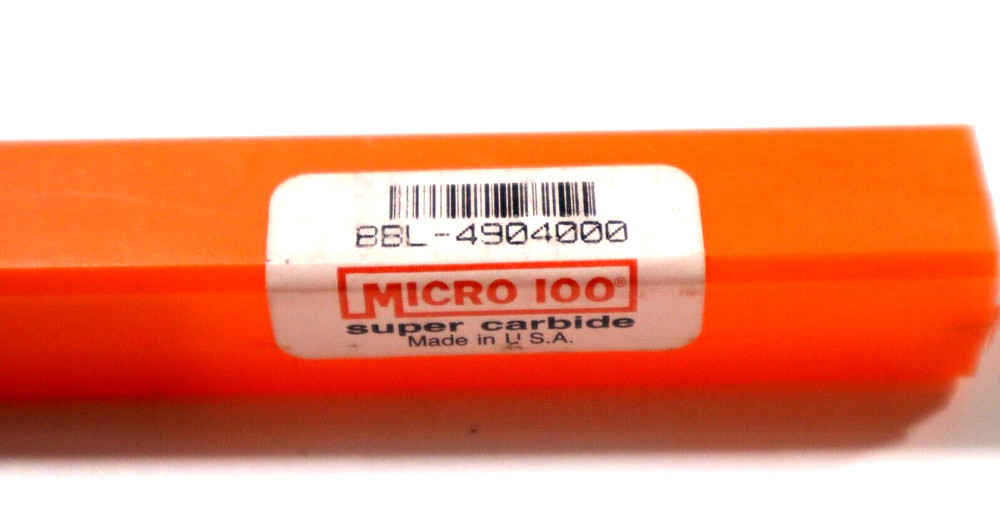 BBL-4904000
MICRO 100®
super carbide
Made in U.S.A.